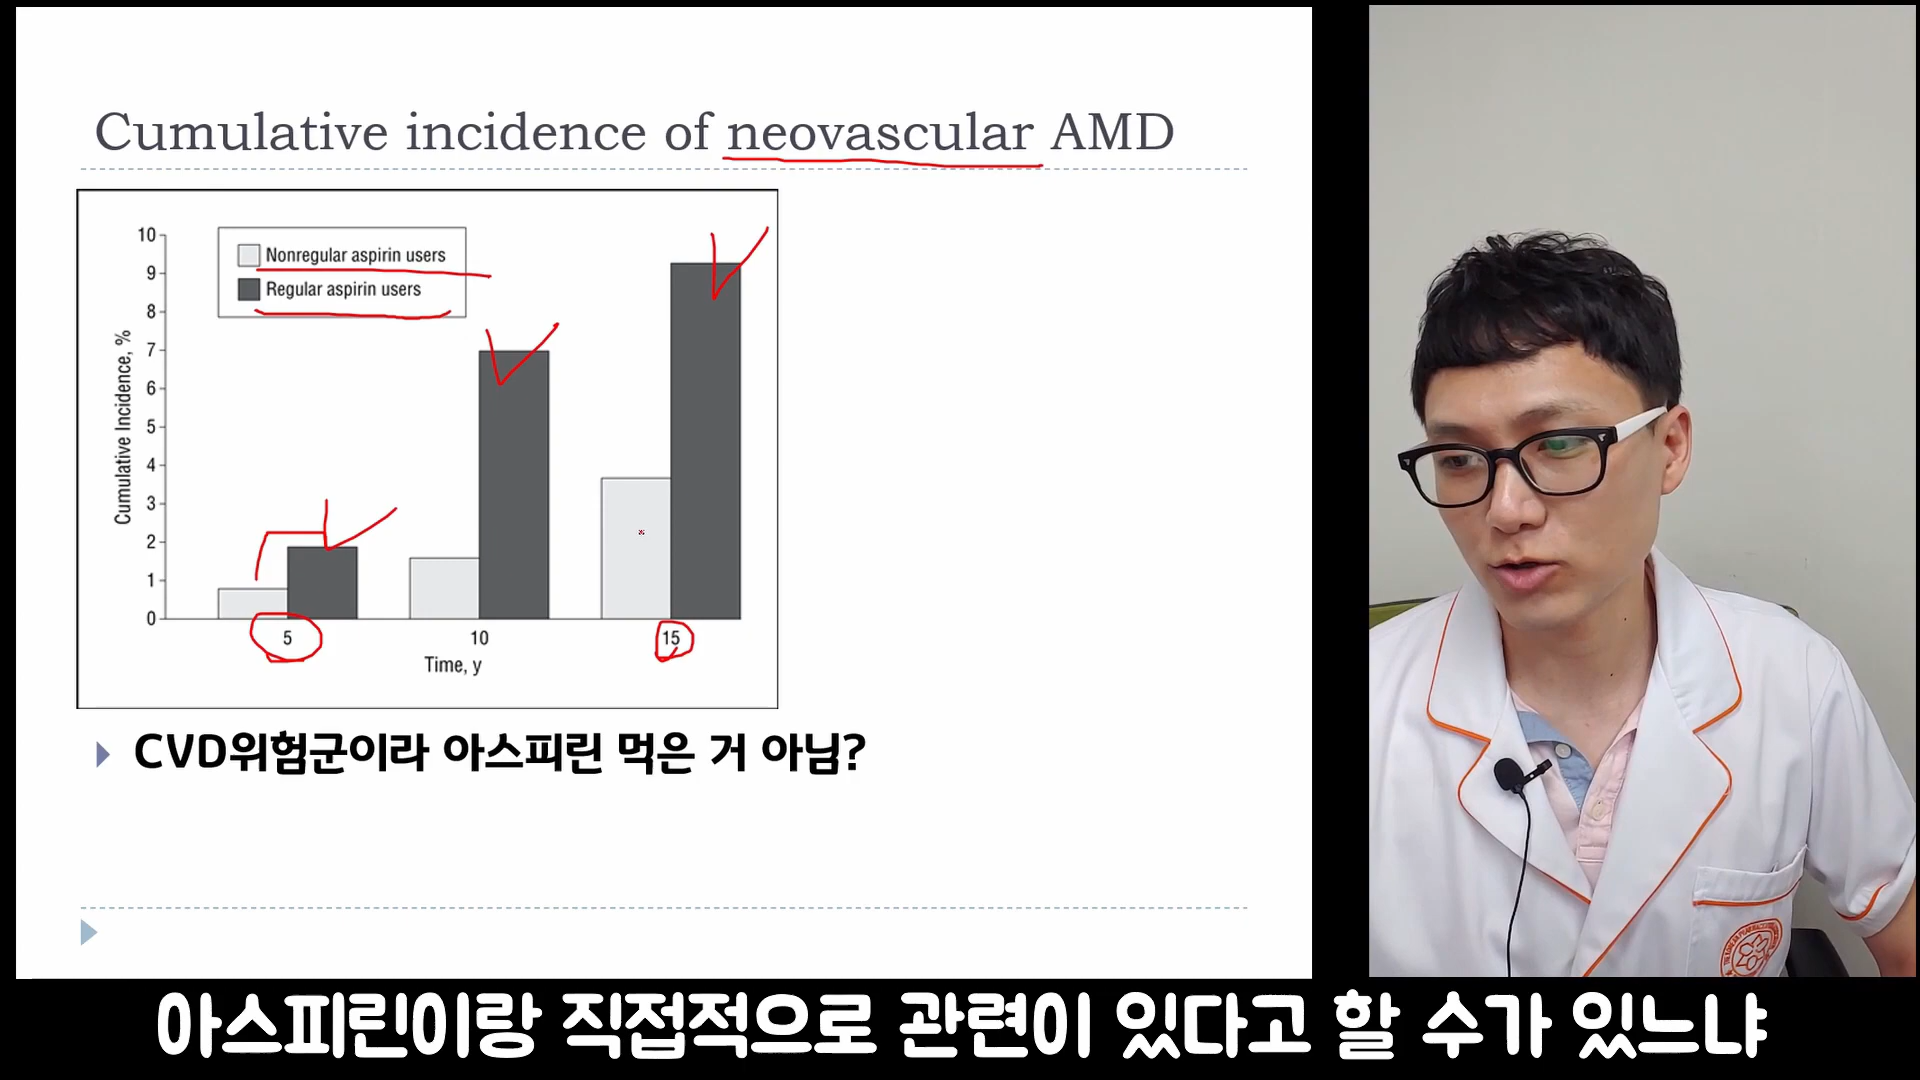 Cumulative incidence of neovascular AMD
10
9
8
7
6
5
4
3
2
1
0
Cumulative Incidence, %
Nonregular aspirin users
Regular aspirin users
5 10 15
Time, y
CVD위험군이라 아스피린 먹은 거 아님?
아스피린이랑 직접적으로 관련이 있다고 할 수가 있느냐